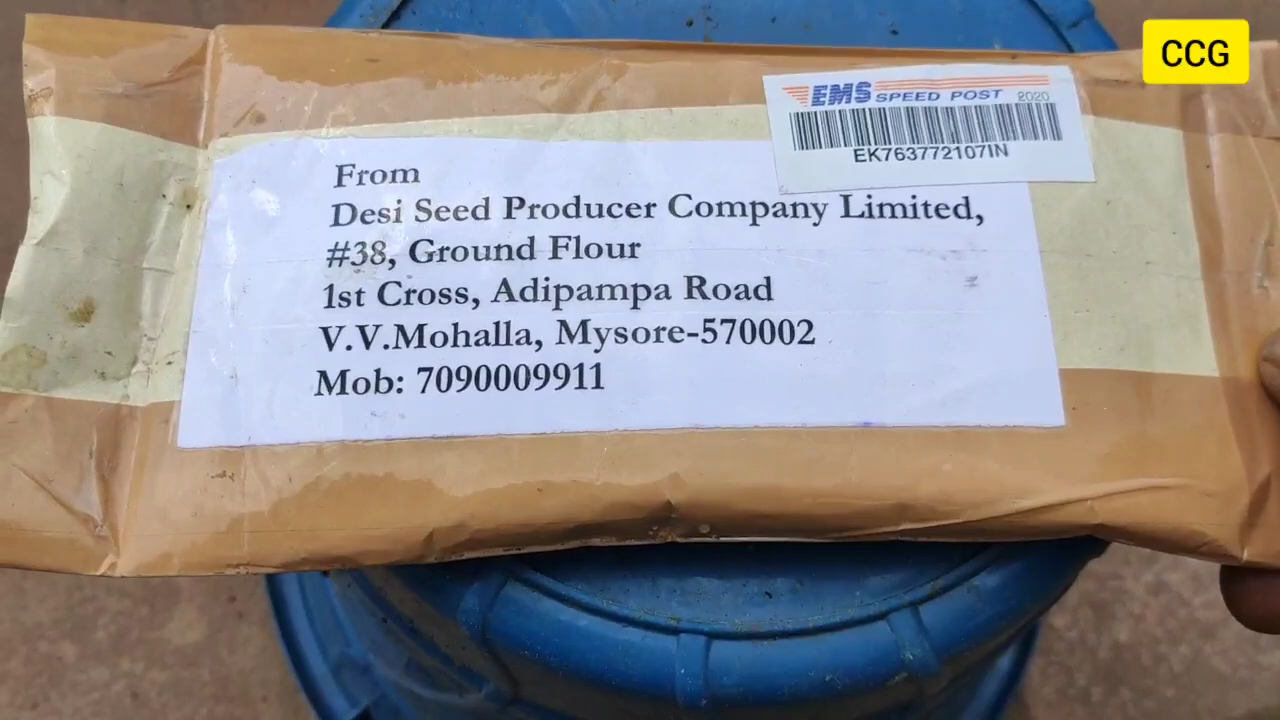 CCG
EMS SPEED POST 2020
EK763772107IN
From
Desi Seed Producer Company Limited,
#38, Ground Flour
1st Cross, Adipampa Road
V.V.Mohalla, Mysore-570002
Mob: 7090009911